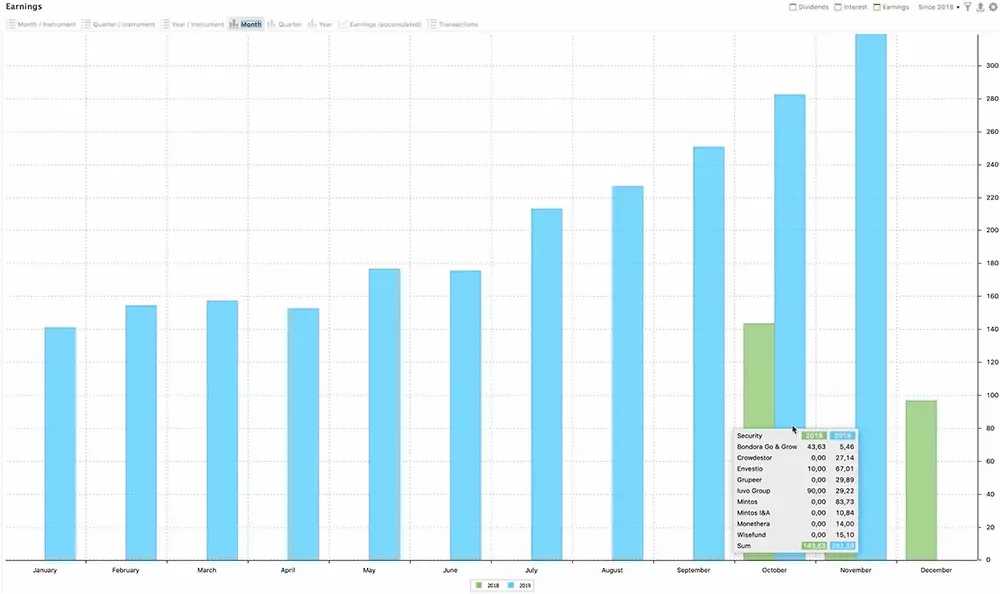 Earnings
Dividends Interest Earnings Since 2018
Month / Instrument Quarter / Instrument Year / Instrument Month Quarter Year Earnings (accumulated) Transactions
300
280
260
240
220
200
180
160
140
120
100
80
60
40
20
0
Security 2018 2019
Bondora Go & Grow 43,63 5,46
Crowdestor 0,00 27,14
Envestio 10,00 67,01
Grupeer 0,00 29,89
Iuvo Group 90,00 29,22
Mintos 0,00 83,73
Mintos I&A 0,00 10,84
Monethera 0,00 14,00
Wisefund 0,00 15,10
Sum 143,63 282,39
January February March April May June July August September October November December
2018 2019